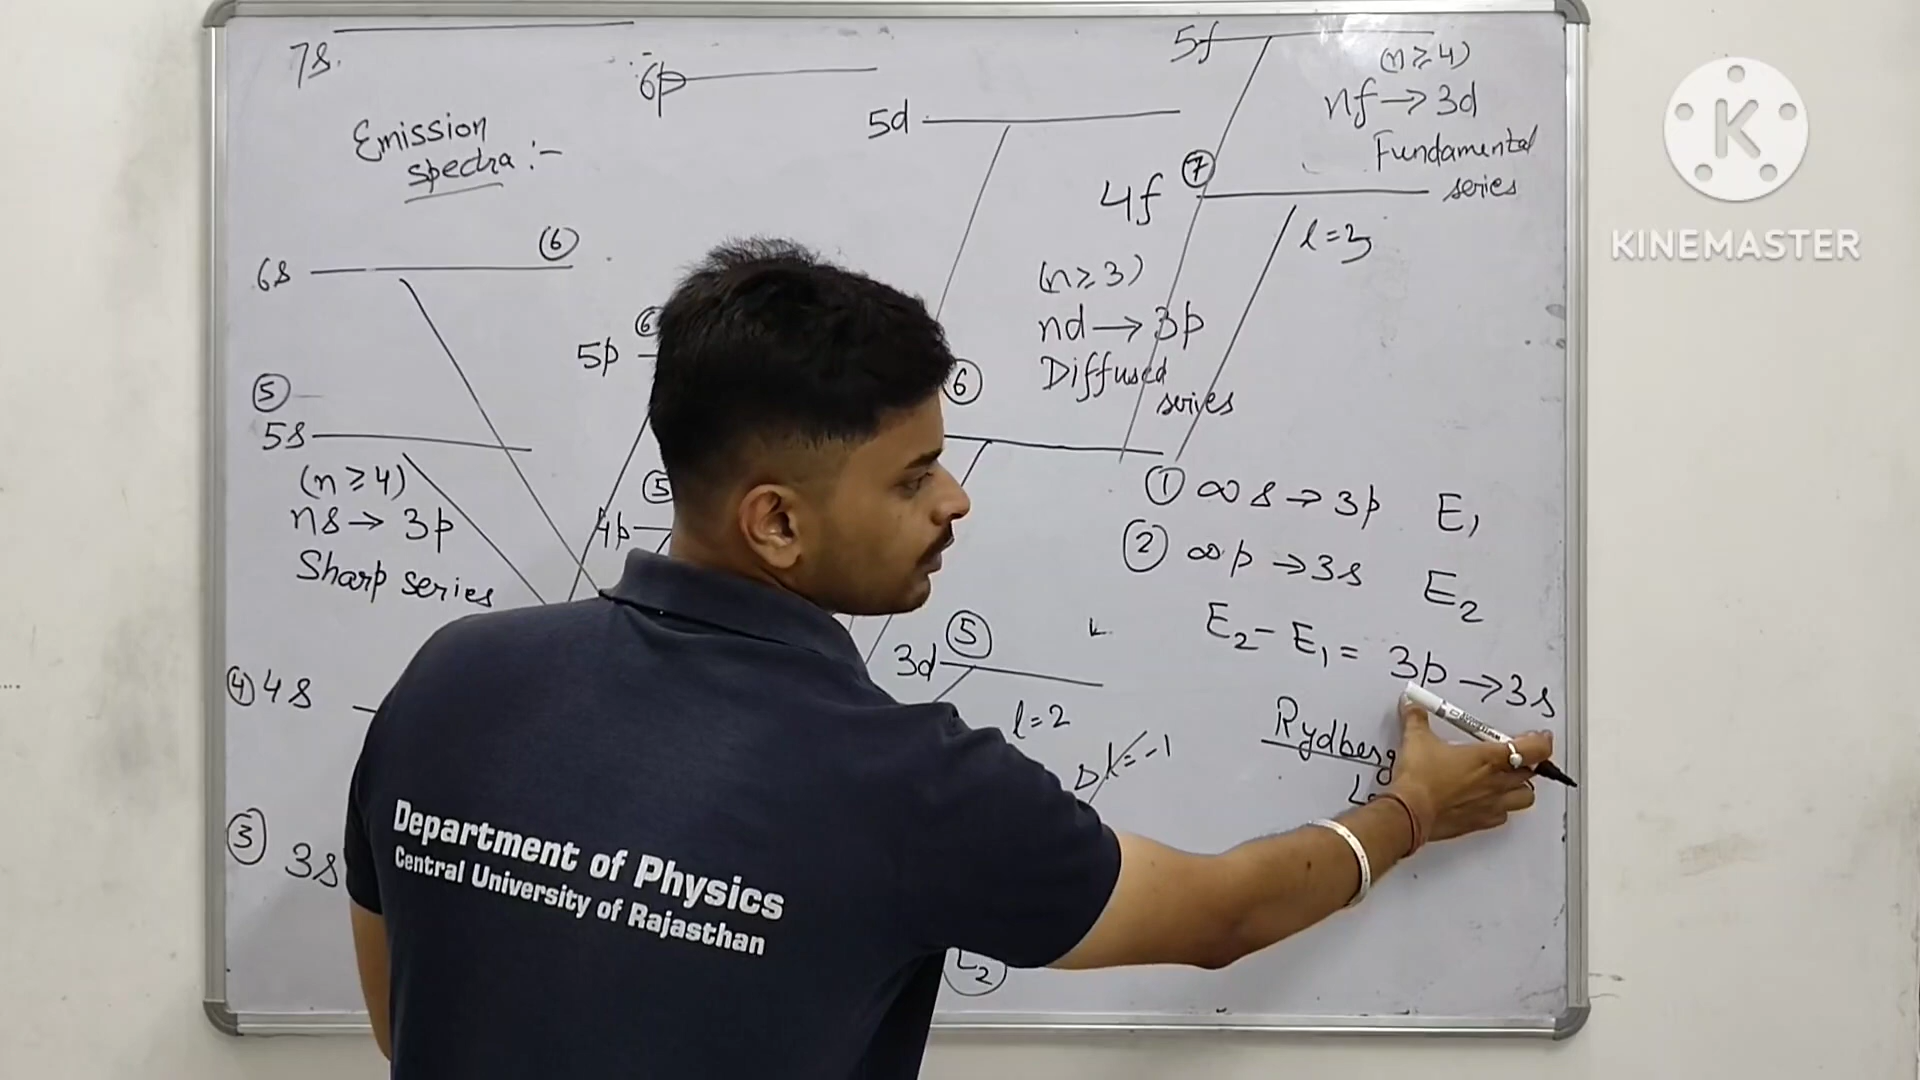 7s.
6p
5f
(n ≥ 4)
nf → 3d
Fundamental
series
K
KINEMASTER
Emission
spectra :-
5d
4f
7
l = 3
6s
6
5p
6
(n ≥ 3)
nd → 3p
Diffused
series
6
5
5s
(n ≥ 4)
ns → 3p
Sharp series
5
4p
① ∞ s → 3p E₁
② ∞ p → 3s E₂
E₂ - E₁ = 3p → 3s
Rydberg
3d
5
l = 2
Δl = -1
④ 4s
③ 3s
Department of Physics
Central University of Rajasthan